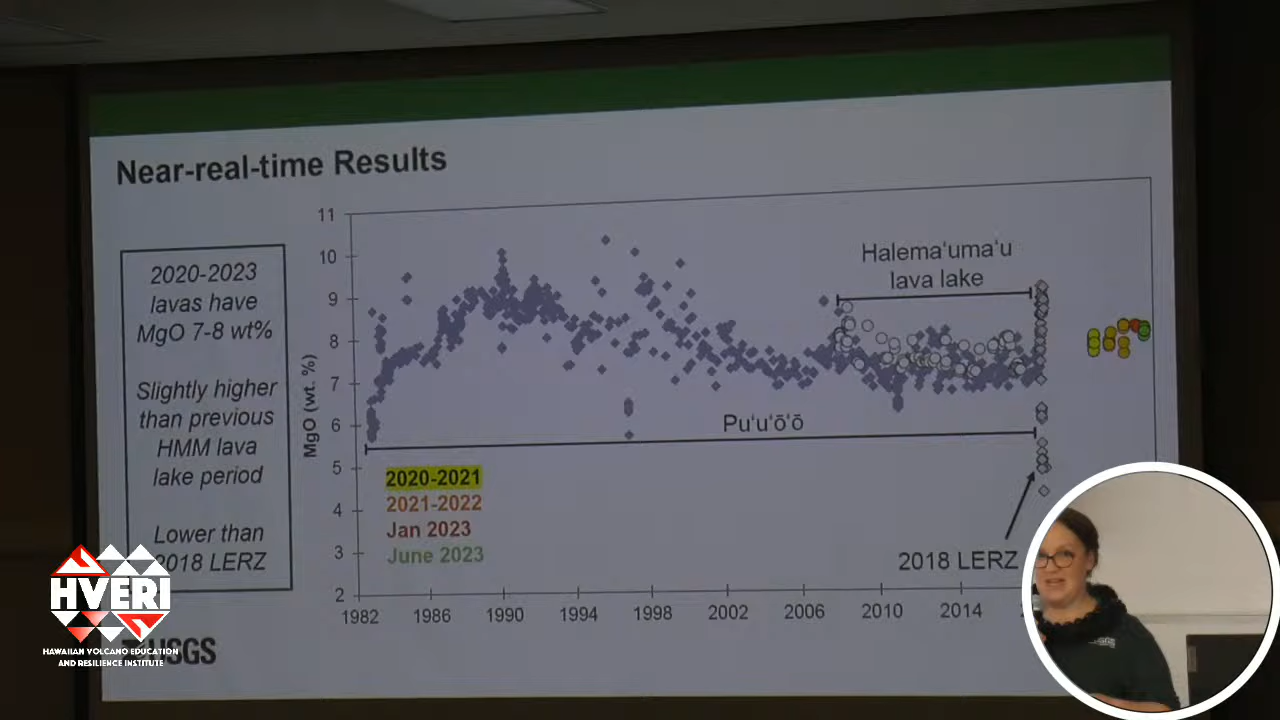 Near-real-time Results
2020-2023
lavas have
MgO 7-8 wt%
Slightly higher
than previous
HMM lava
lake period
Lower than
2018 LERZ
MgO (wt. %)
11
10
9
8
7
6
5
4
3
2
Halemaʻumaʻu
lava lake
Puʻuʻōʻō
2020-2021
2021-2022
Jan 2023
June 2023
2018 LERZ
1982 1986 1990 1994 1998 2002 2006 2010 2014
HVERI
HAWAIIAN VOLCANO EDUCATION
AND RESILIENCE INSTITUTE
USGS